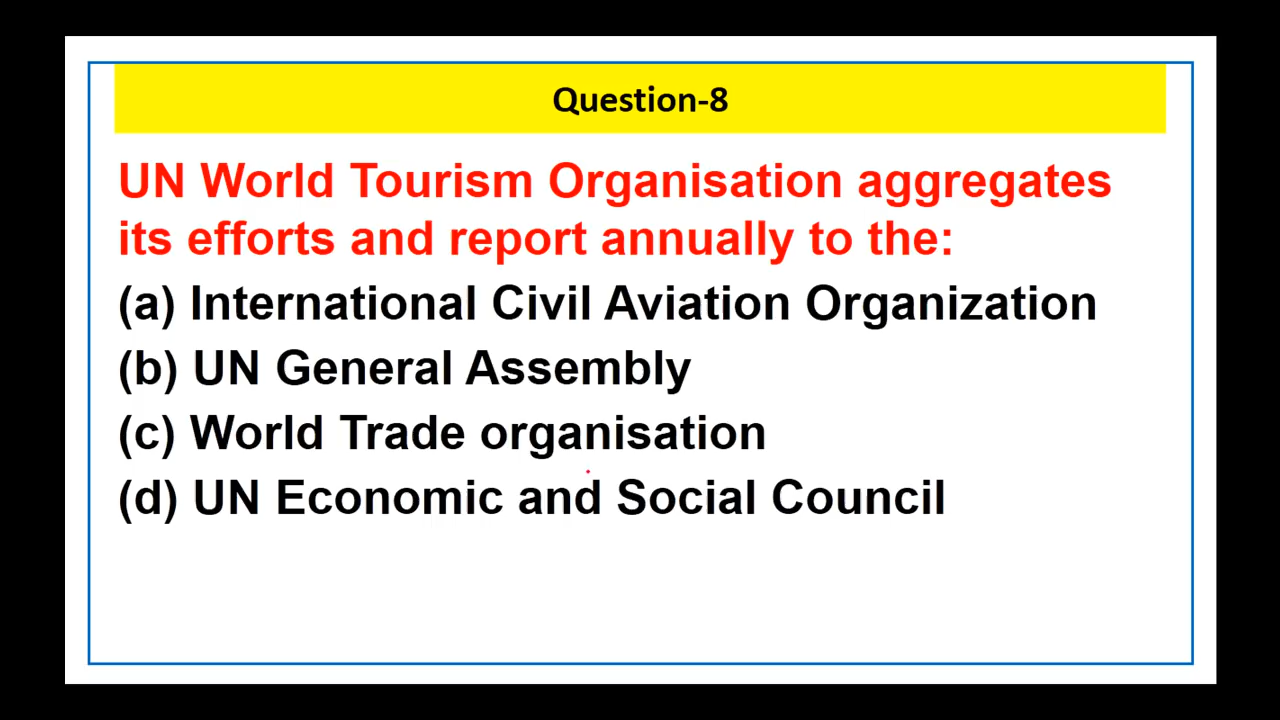 Question-8
UN World Tourism Organisation aggregates
its efforts and report annually to the:
(a) International Civil Aviation Organization
(b) UN General Assembly
(c) World Trade organisation
(d) UN Economic and Social Council